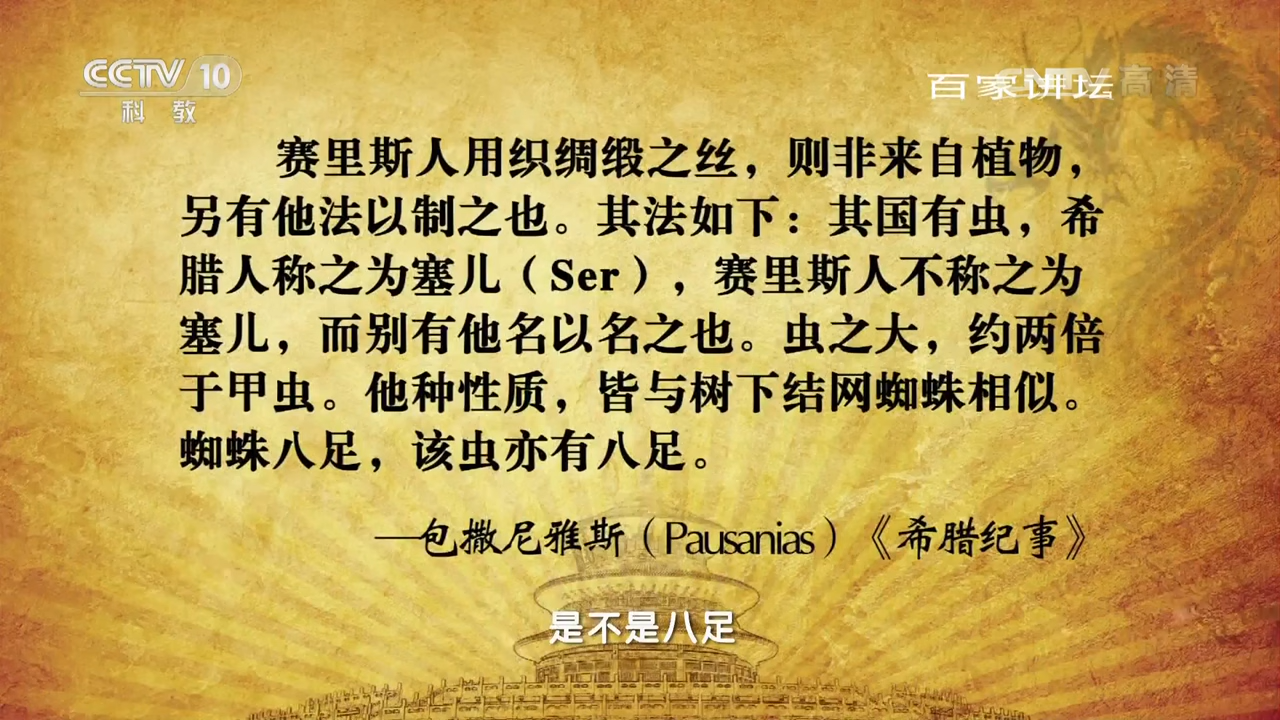 CCTV 10
科教
百家讲坛
CNTV高清
赛里斯人用织绸缎之丝，则非来自植物，
另有他法以制之也。其法如下：其国有虫，希
腊人称之为塞儿（Ser），赛里斯人不称之为
塞儿，而别有他名以名之也。虫之大，约两倍
于甲虫。他种性质，皆与树下结网蜘蛛相似。
蜘蛛八足，该虫亦有八足。
—包撒尼雅斯（Pausanias）《希腊纪事》
是不是八足